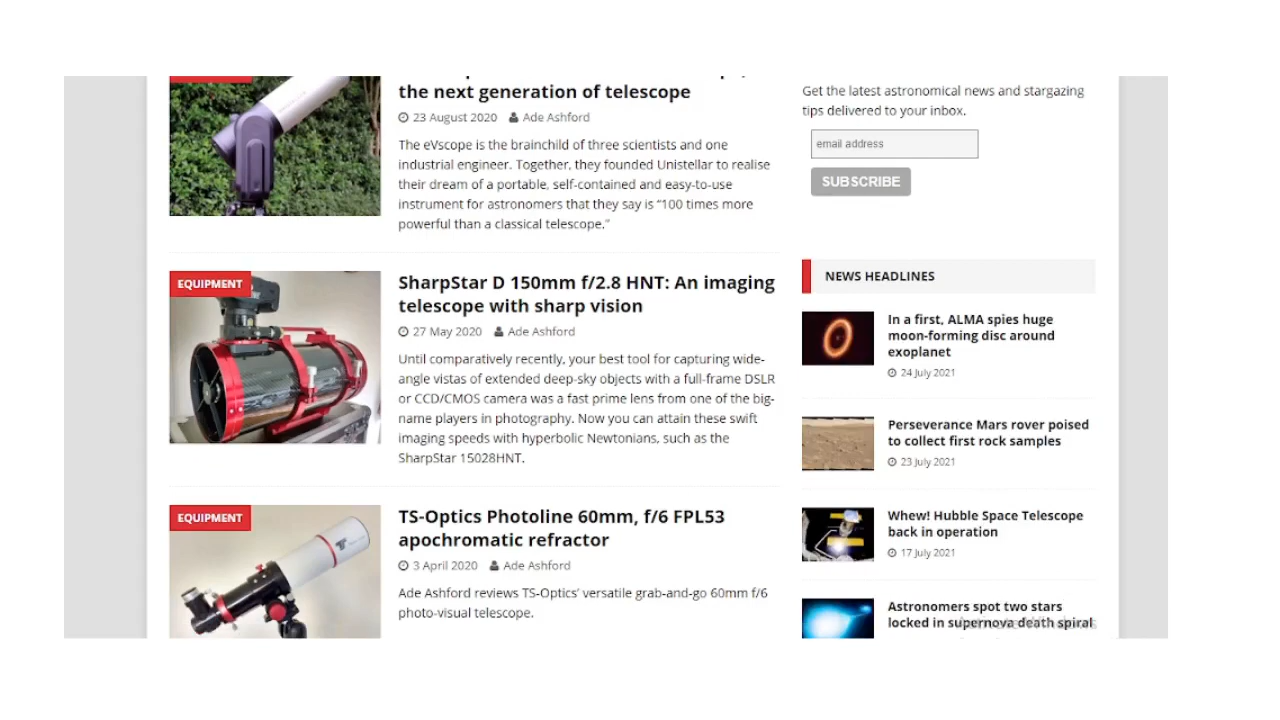 the next generation of telescope
23 August 2020 Ade Ashford
The eVscope is the brainchild of three scientists and one
industrial engineer. Together, they founded Unistellar to realise
their dream of a portable, self-contained and easy-to-use
instrument for astronomers that they say is “100 times more
powerful than a classical telescope.”
EQUIPMENT
SharpStar D 150mm f/2.8 HNT: An imaging
telescope with sharp vision
27 May 2020 Ade Ashford
Until comparatively recently, your best tool for capturing wide-
angle vistas of extended deep-sky objects with a full-frame DSLR
or CCD/CMOS camera was a fast prime lens from one of the big-
name players in photography. Now you can attain these swift
imaging speeds with hyperbolic Newtonians, such as the
SharpStar 15028HNT.
EQUIPMENT
TS-Optics Photoline 60mm, f/6 FPL53
apochromatic refractor
3 April 2020 Ade Ashford
Ade Ashford reviews TS-Optics’ versatile grab-and-go 60mm f/6
photo-visual telescope.
Get the latest astronomical news and stargazing
tips delivered to your inbox.
email address
SUBSCRIBE
NEWS HEADLINES
In a first, ALMA spies huge
moon-forming disc around
exoplanet
24 July 2021
Perseverance Mars rover poised
to collect first rock samples
23 July 2021
Whew! Hubble Space Telescope
back in operation
17 July 2021
Astronomers spot two stars
locked in supernova death spiral